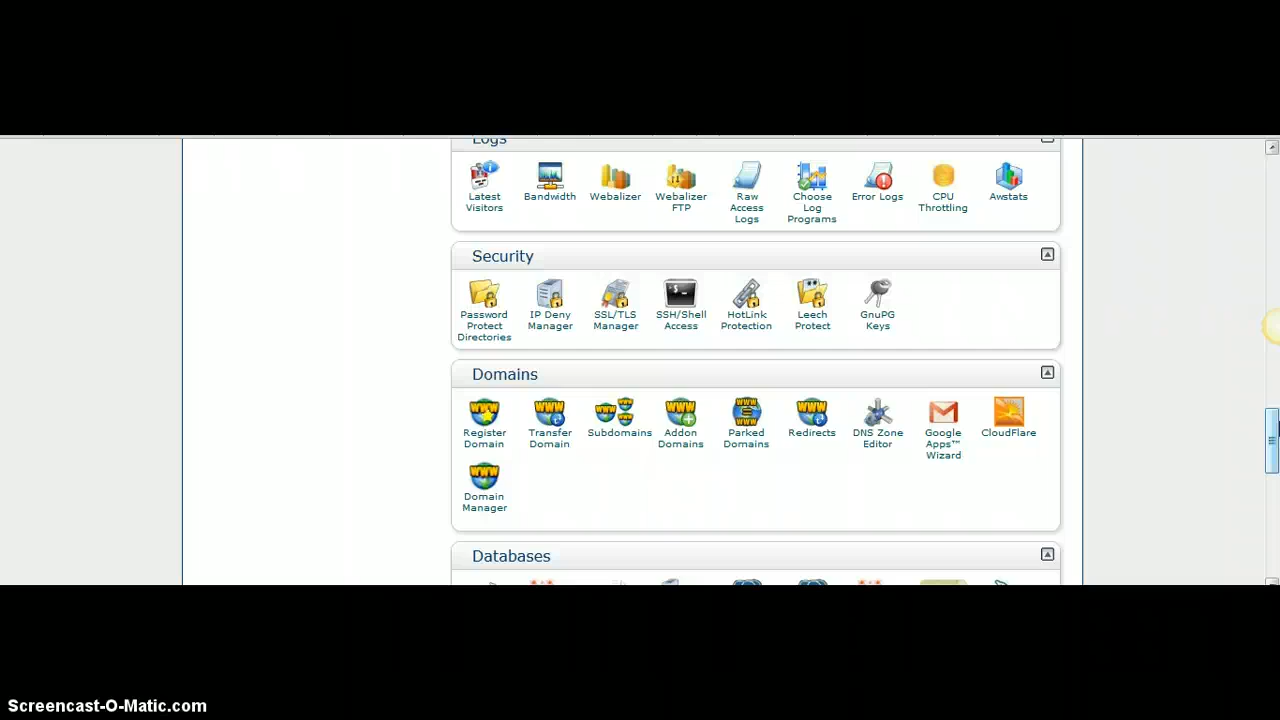 Logs
Latest Visitors
Bandwidth
Webalizer
Webalizer FTP
Raw Access Logs
Choose Log Programs
Error Logs
CPU Throttling
Awstats
Security
Password Protect Directories
IP Deny Manager
SSL/TLS Manager
SSH/Shell Access
HotLink Protection
Leech Protect
GnuPG Keys
Domains
Register Domain
Transfer Domain
Subdomains
Addon Domains
Parked Domains
Redirects
DNS Zone Editor
Google Apps™ Wizard
CloudFlare
Domain Manager
Databases
Screencast-O-Matic.com